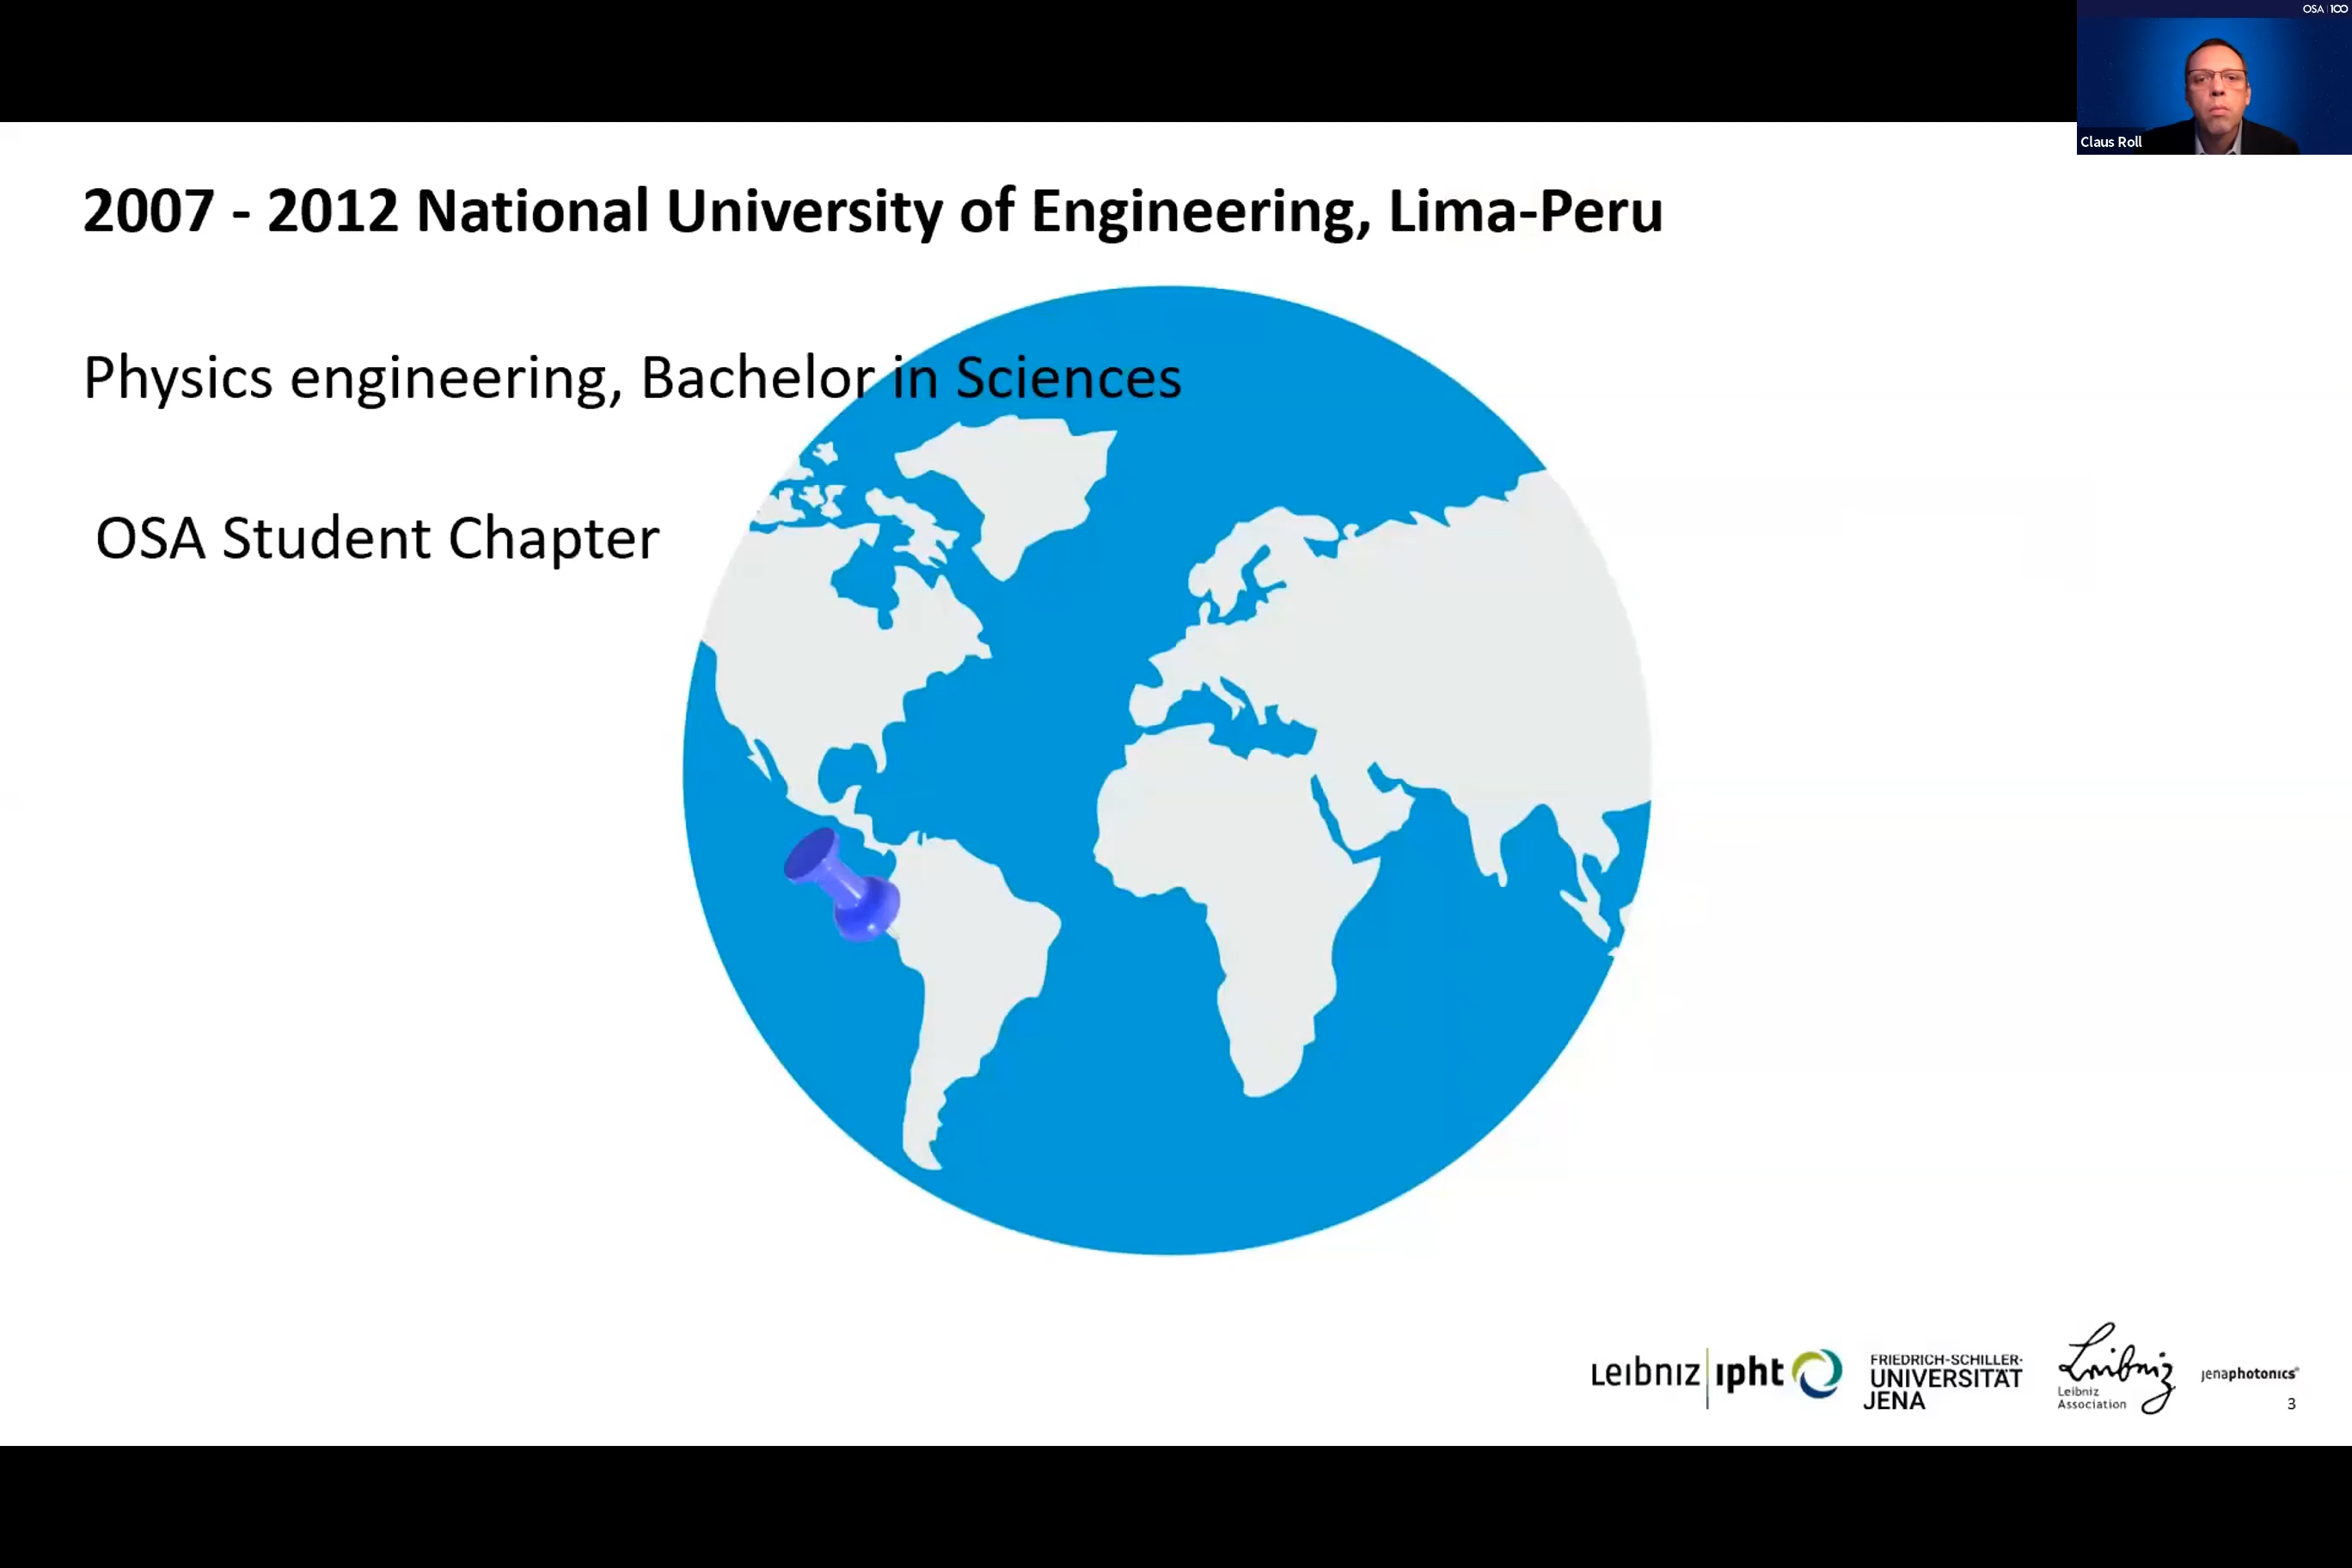 OSA 100
Claus Roll
2007 - 2012 National University of Engineering, Lima-Peru
Physics engineering, Bachelor in Sciences
OSA Student Chapter
Leibniz ipht
FRIEDRICH-SCHILLER-
UNIVERSITÄT
JENA
Leibniz
Leibniz
Association
jenaphotonics®
3